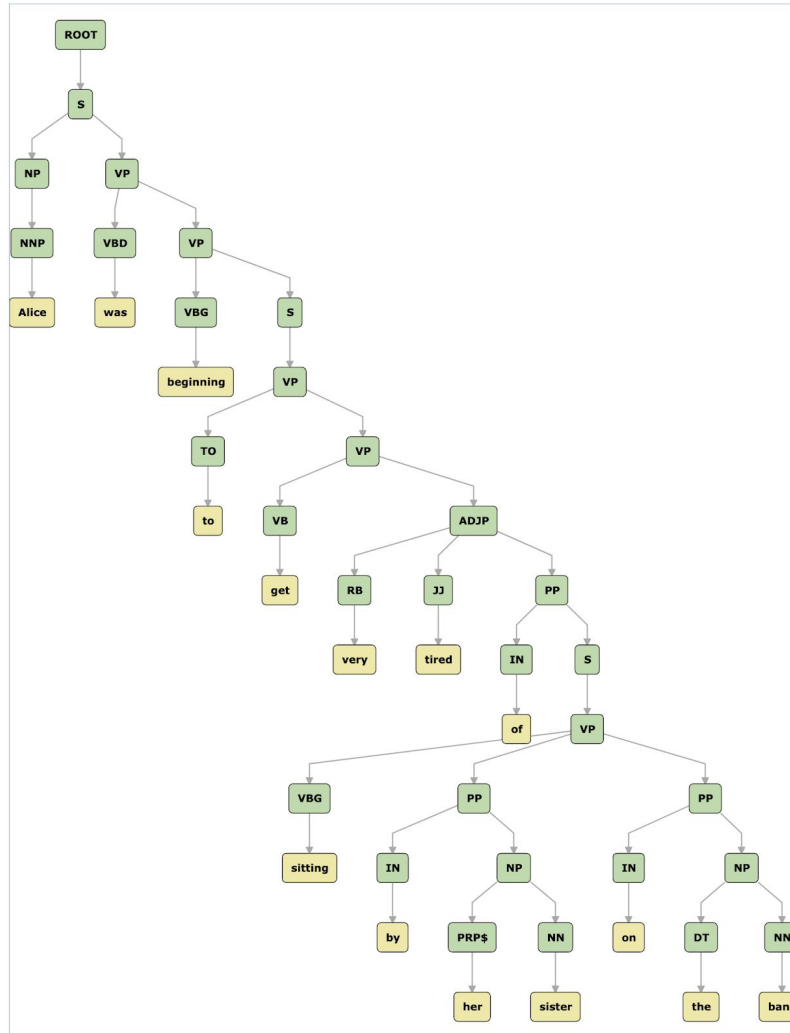 ROOT
S
NP VP
NNP VBD VP
Alice was VBG S
beginning VP
TO VP
to VB ADJP
get RB JJ PP
very tired IN S
of VP
VBG PP PP
sitting IN NP IN NP
by PRP$ NN on DT NN
her sister the